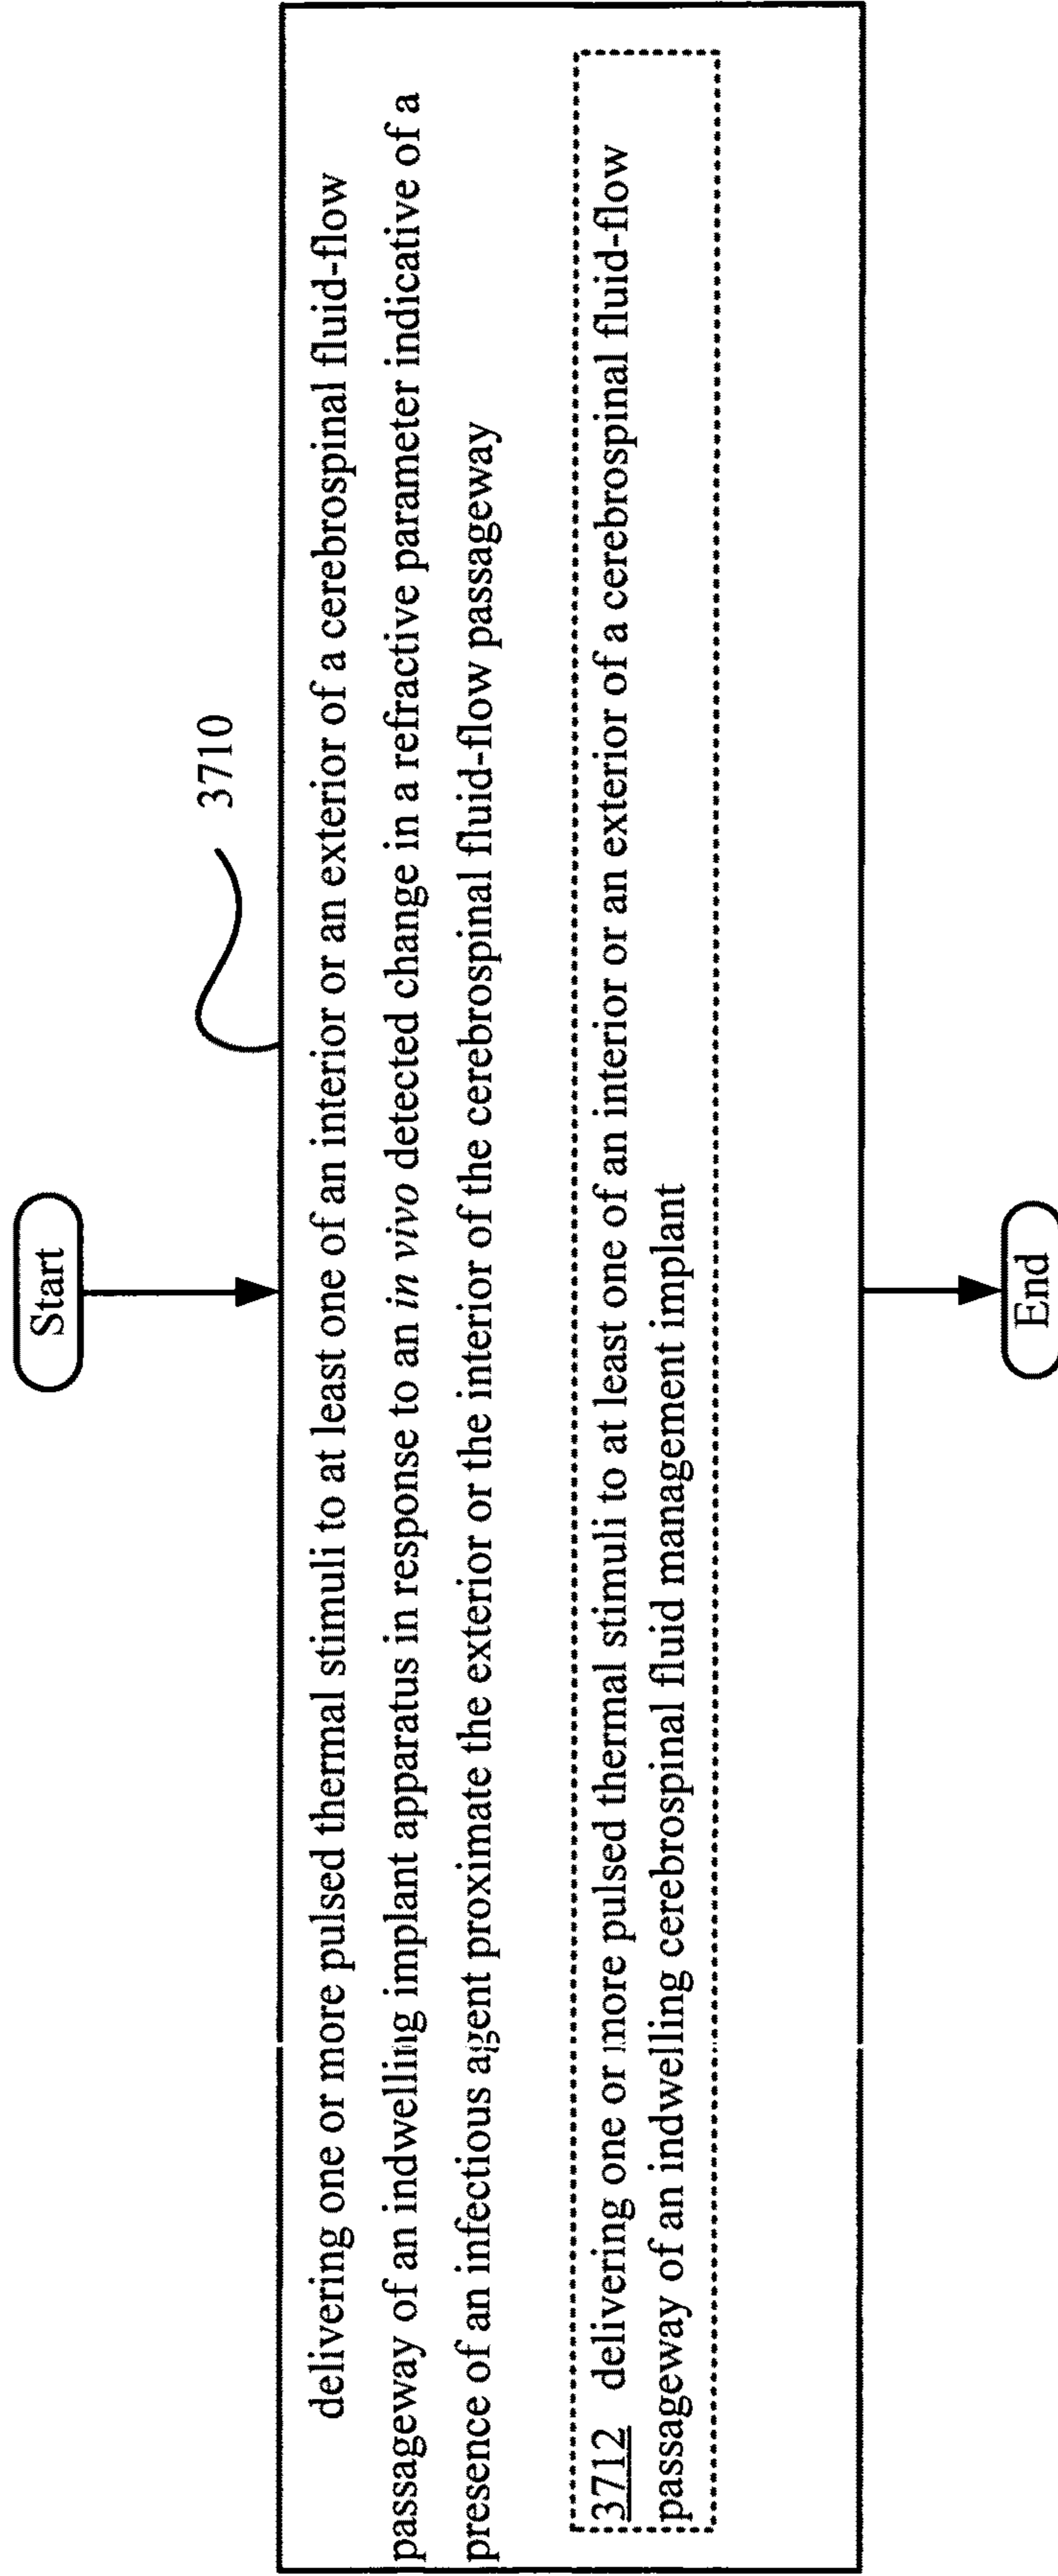 Start
3710
delivering one or more pulsed thermal stimuli to at least one of an interior or an exterior of a cerebrospinal fluid-flow
passageway of an indwelling implant apparatus in response to an in vivo detected change in a refractive parameter indicative of a
presence of an infectious agent proximate the exterior or the interior of the cerebrospinal fluid-flow passageway
3712 delivering one or more pulsed thermal stimuli to at least one of an interior or an exterior of a cerebrospinal fluid-flow
passageway of an indwelling cerebrospinal fluid management implant
End